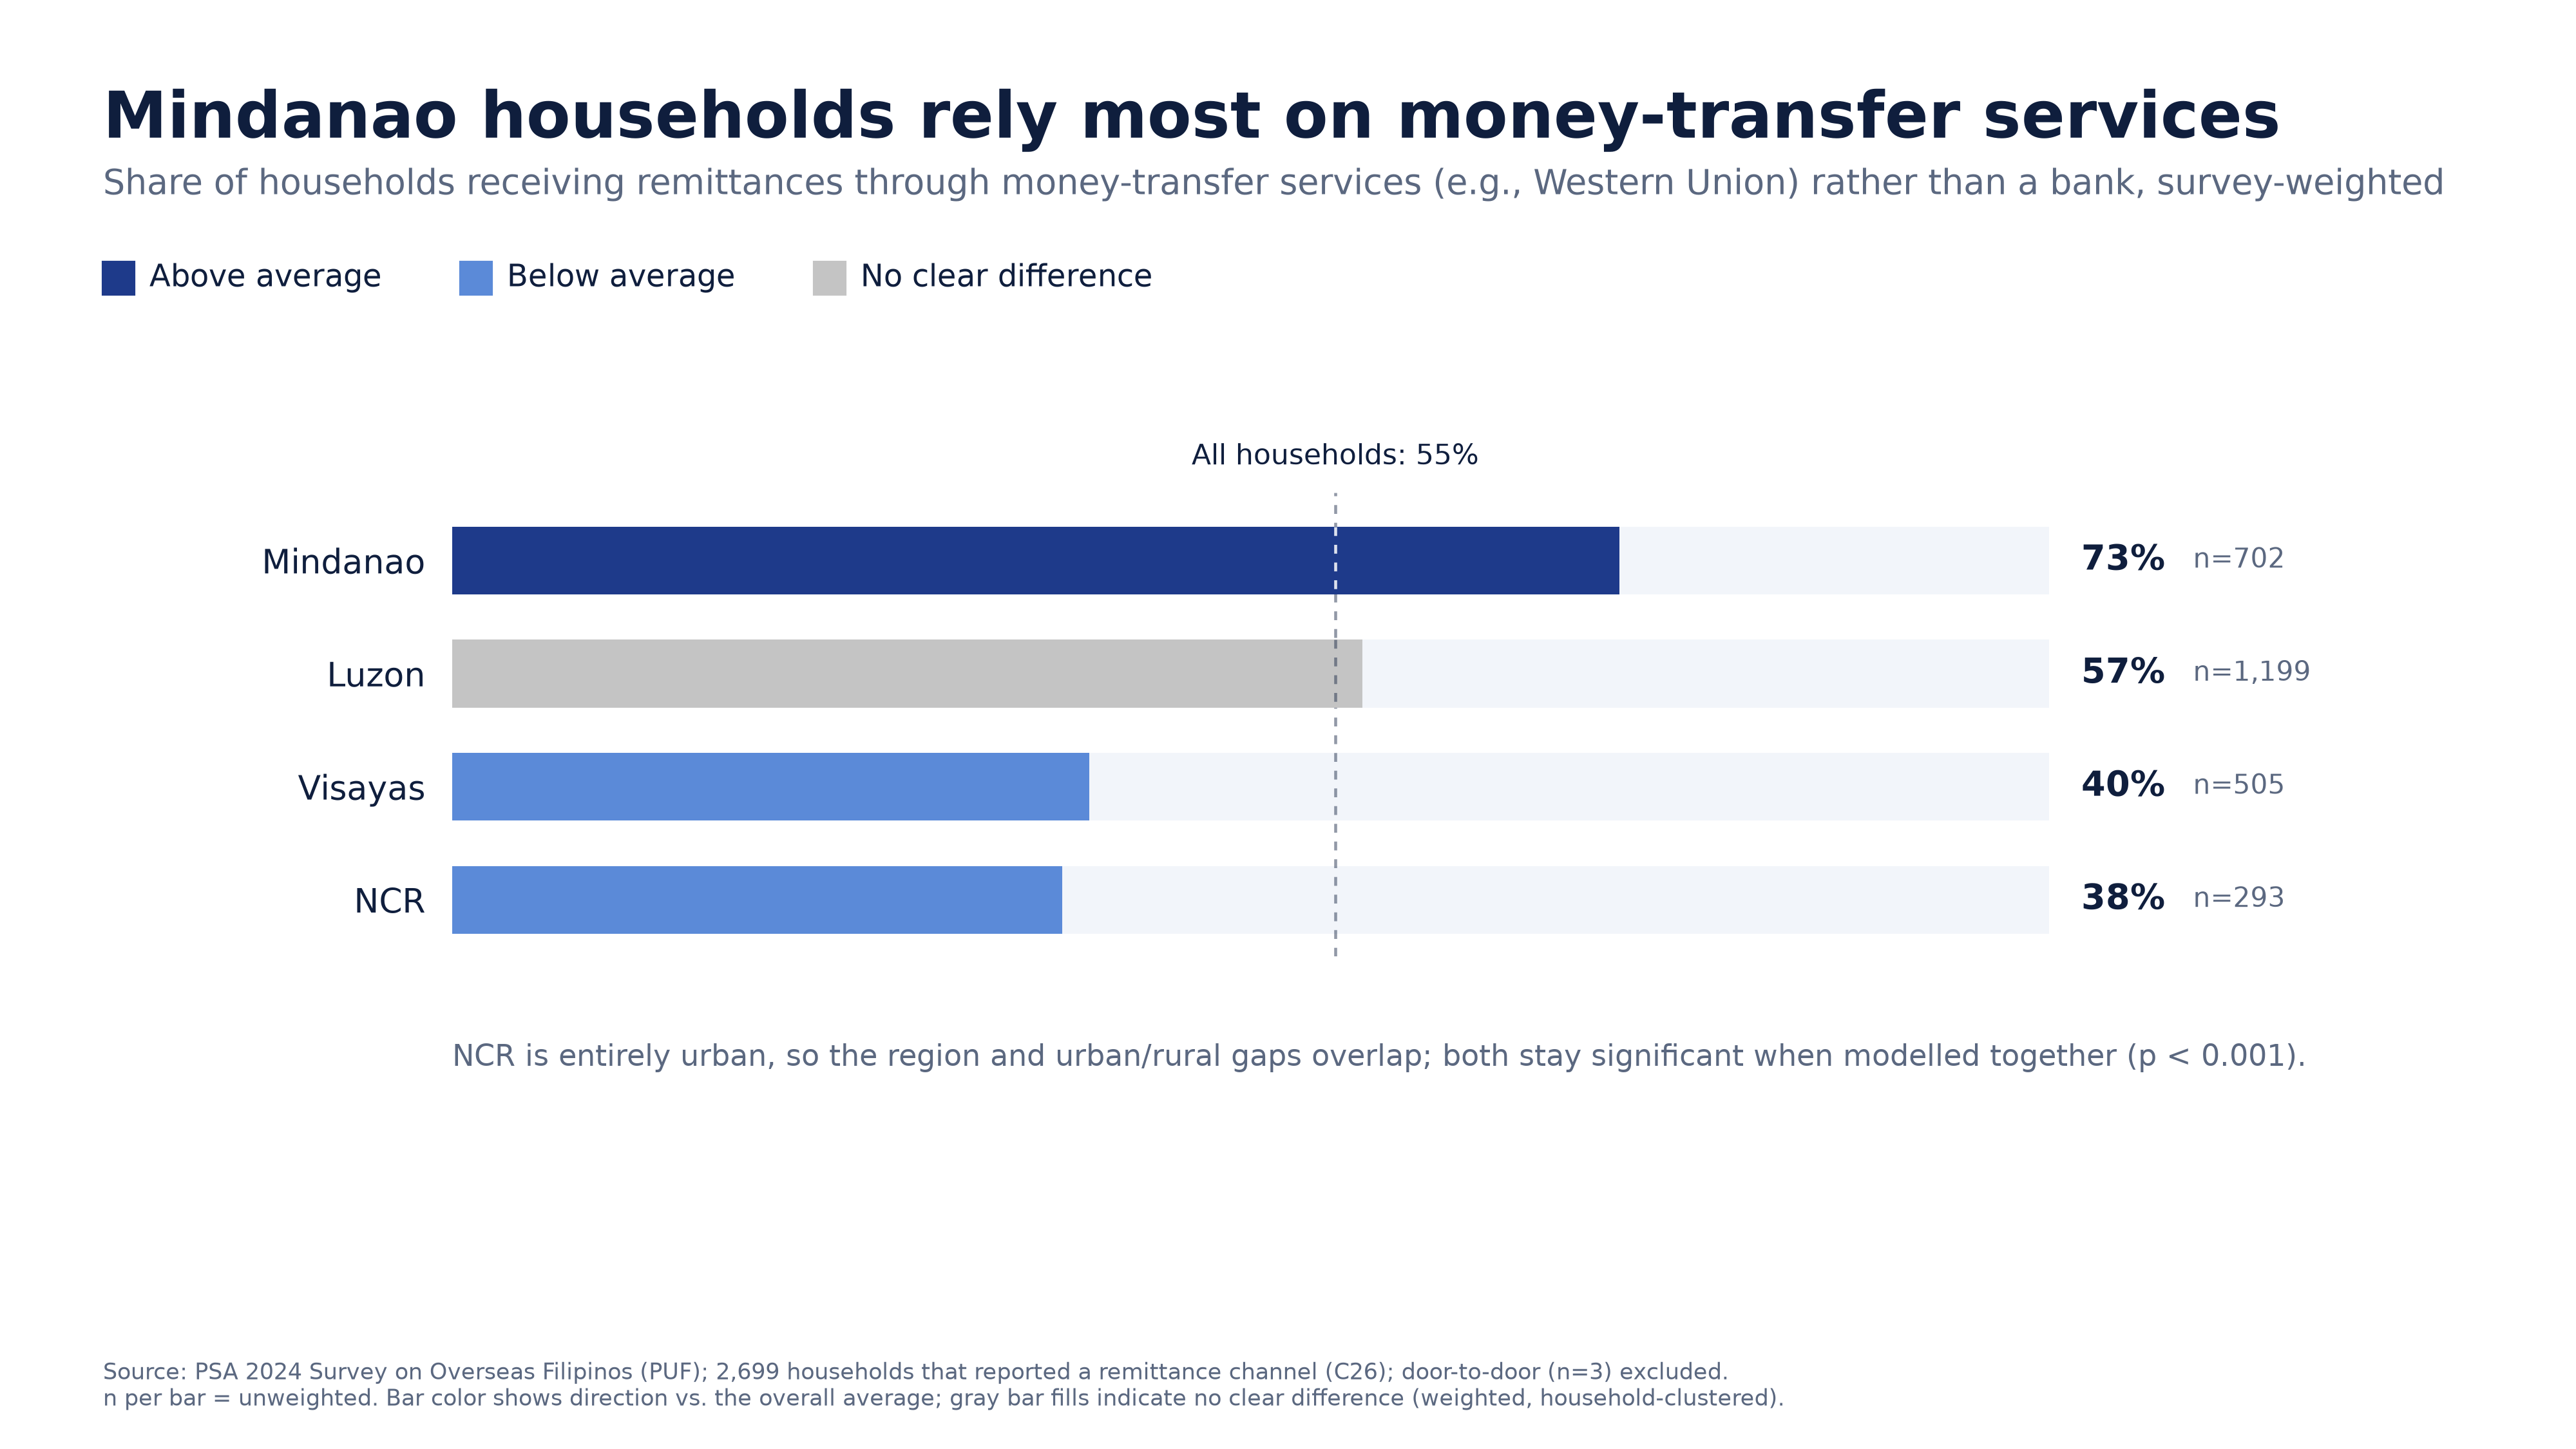 Mindanao households rely most on money-transfer services
Share of households receiving remittances through money-transfer services (e.g., Western Union) rather than a bank, survey-weighted
Above average
Below average
No clear difference
All households: 55%
Mindanao 73% n=702
Luzon 57% n=1,199
Visayas 40% n=505
NCR 38% n=293
NCR is entirely urban, so the region and urban/rural gaps overlap; both stay significant when modelled together (p < 0.001).
Source: PSA 2024 Survey on Overseas Filipinos (PUF); 2,699 households that reported a remittance channel (C26); door-to-door (n=3) excluded.
n per bar = unweighted. Bar color shows direction vs. the overall average; gray bar fills indicate no clear difference (weighted, household-clustered).